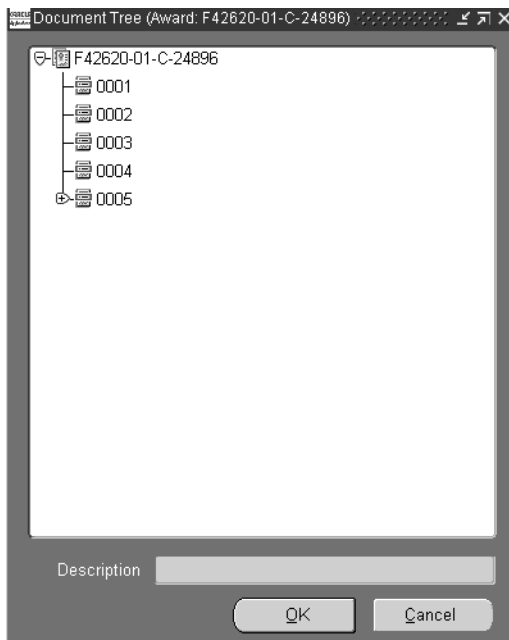 Document Tree (Award: F42620-01-C-24896)
F42620-01-C-24896
0001
0002
0003
0004
0005
Description
OK
Cancel